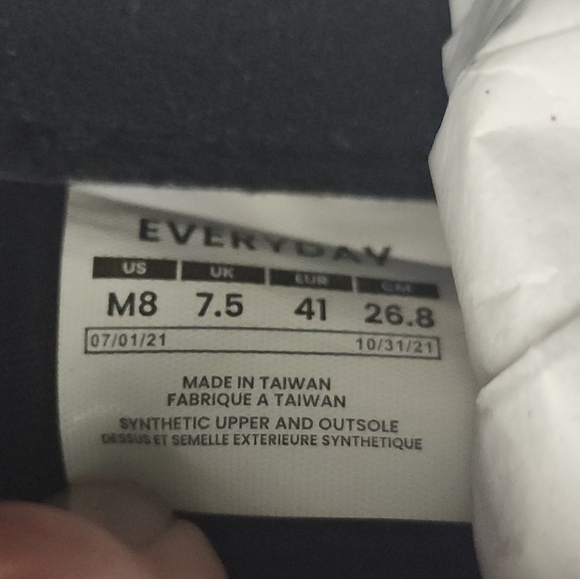 EVERYDAY
US UK EUR CM
M8 7.5 41 26.8
07/01/21 10/31/21
MADE IN TAIWAN
FABRIQUE A TAIWAN
SYNTHETIC UPPER AND OUTSOLE
DESSUS ET SEMELLE EXTERIEURE SYNTHETIQUE